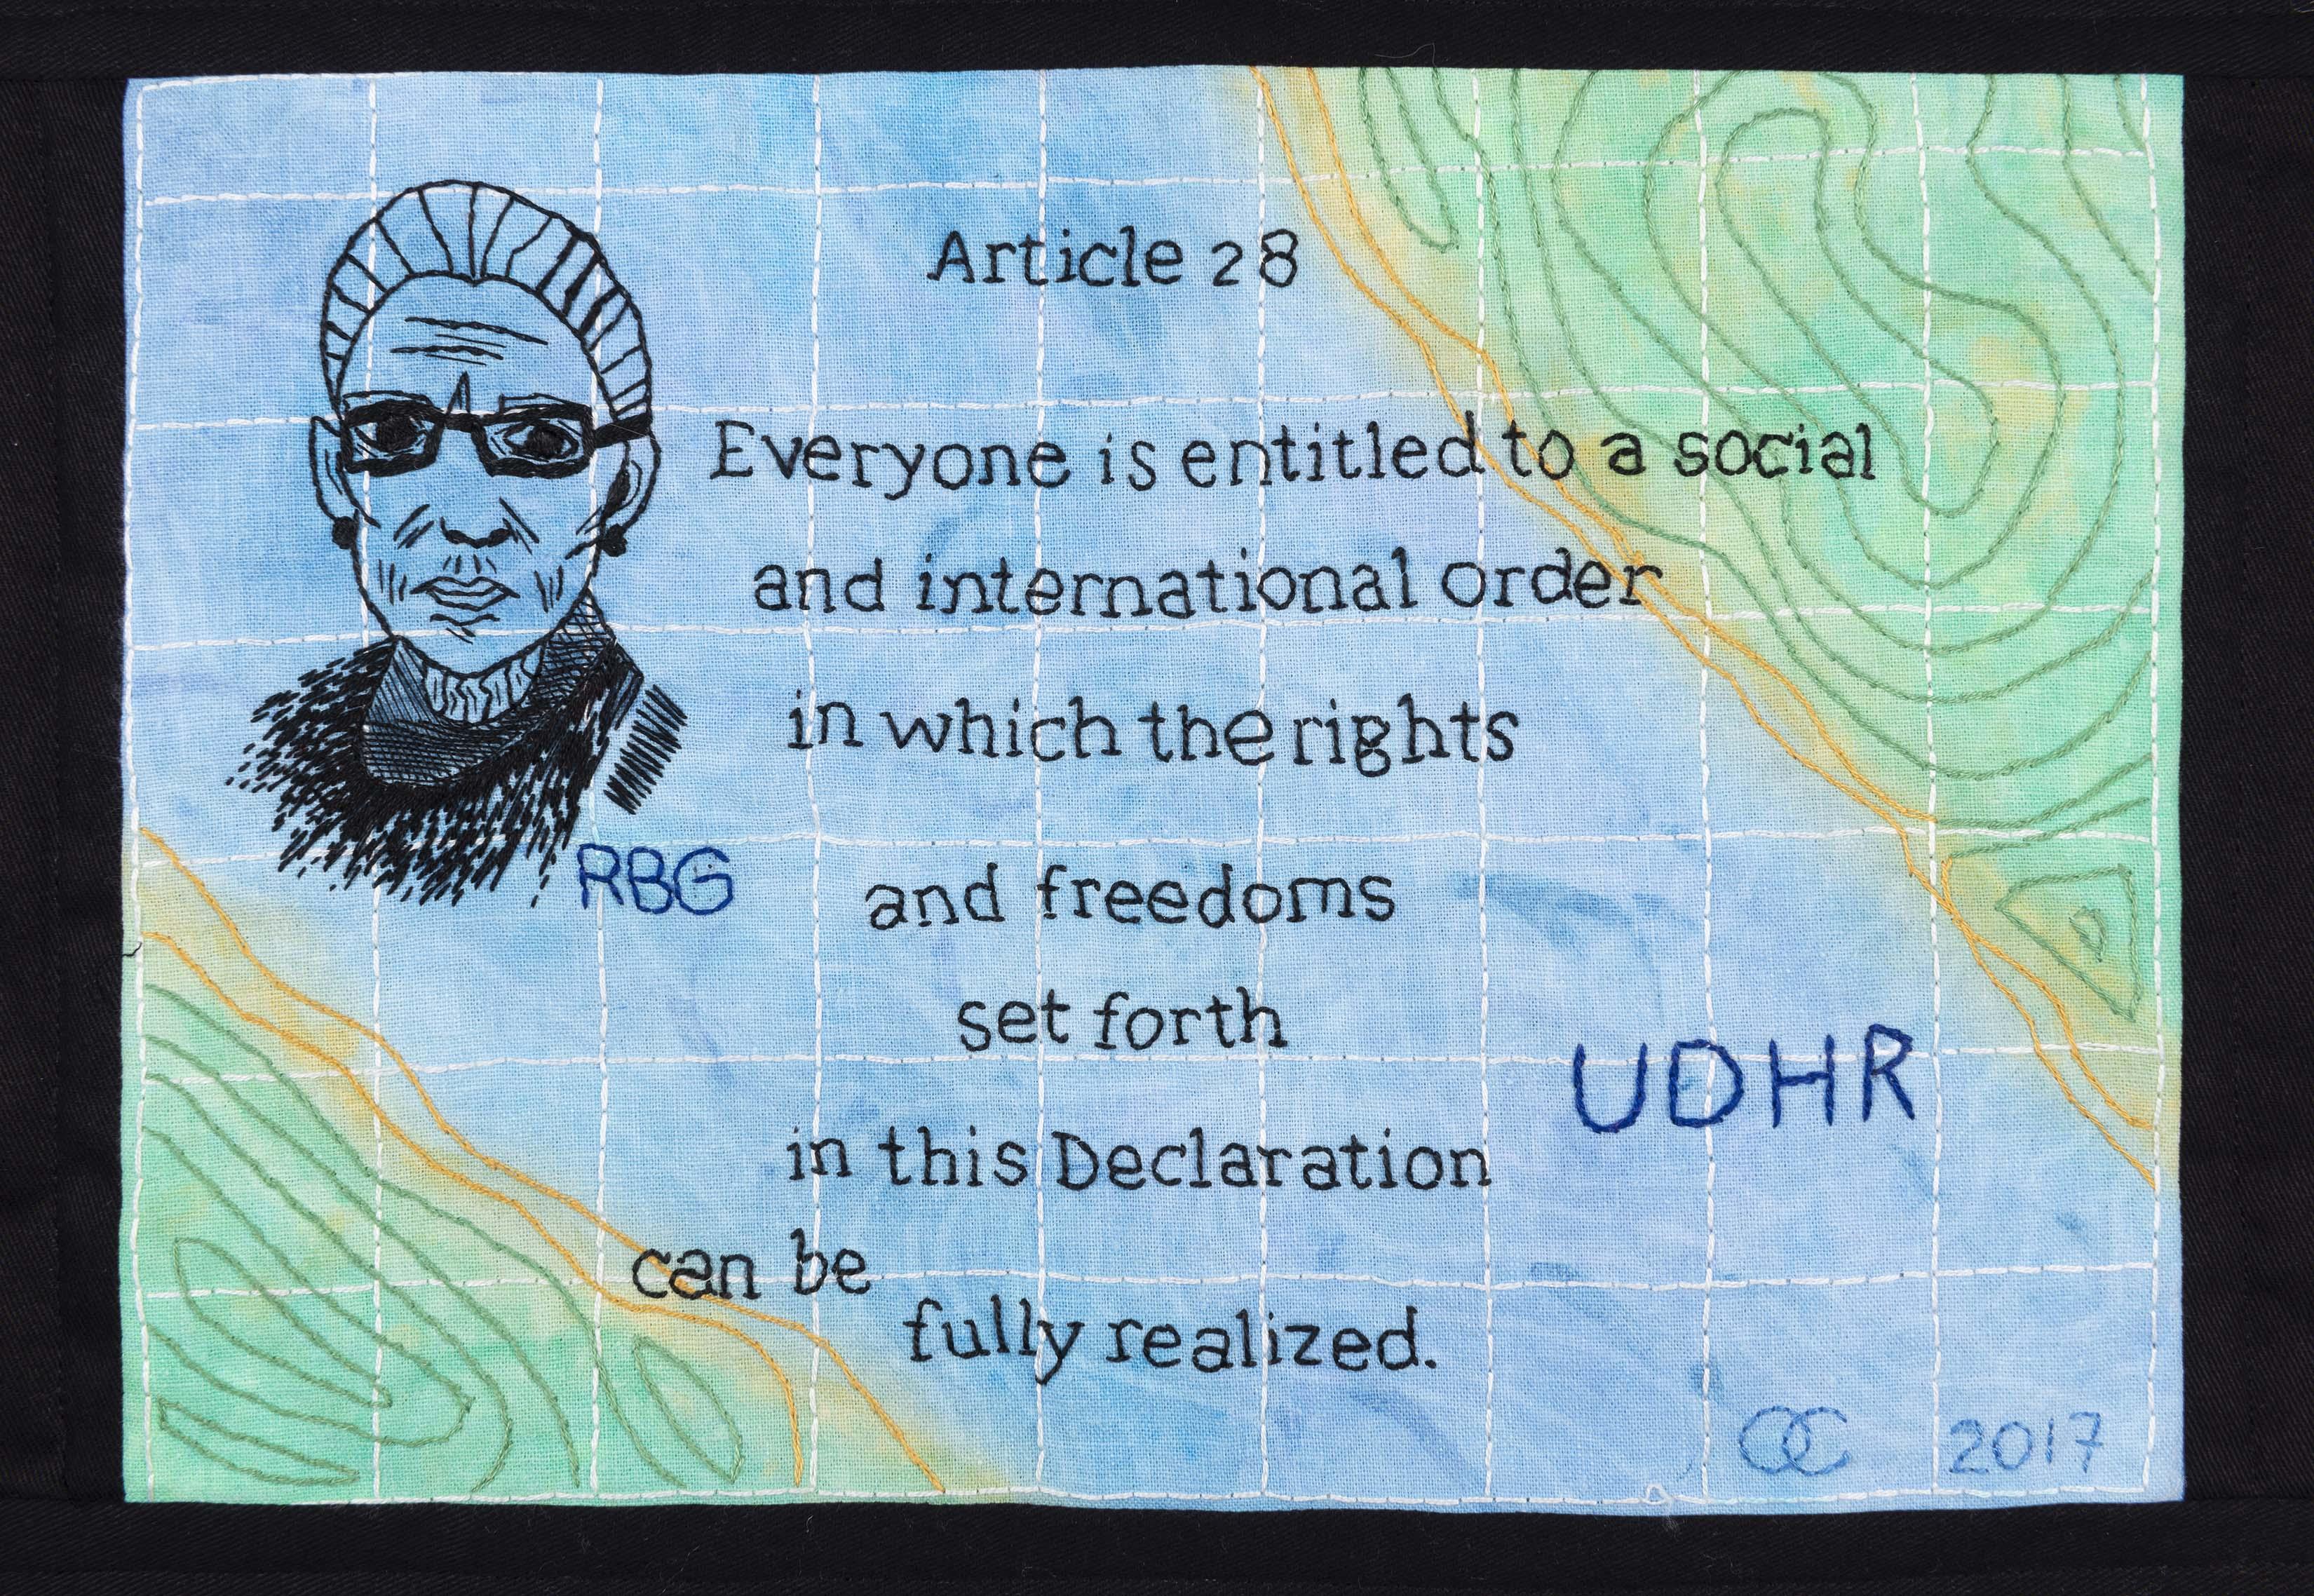 Article 28
Everyone is entitled to a social
and international order
in which the rights
RBG
and freedoms
set forth
UDHR
in this Declaration
can be
fully realized.
OC 2017